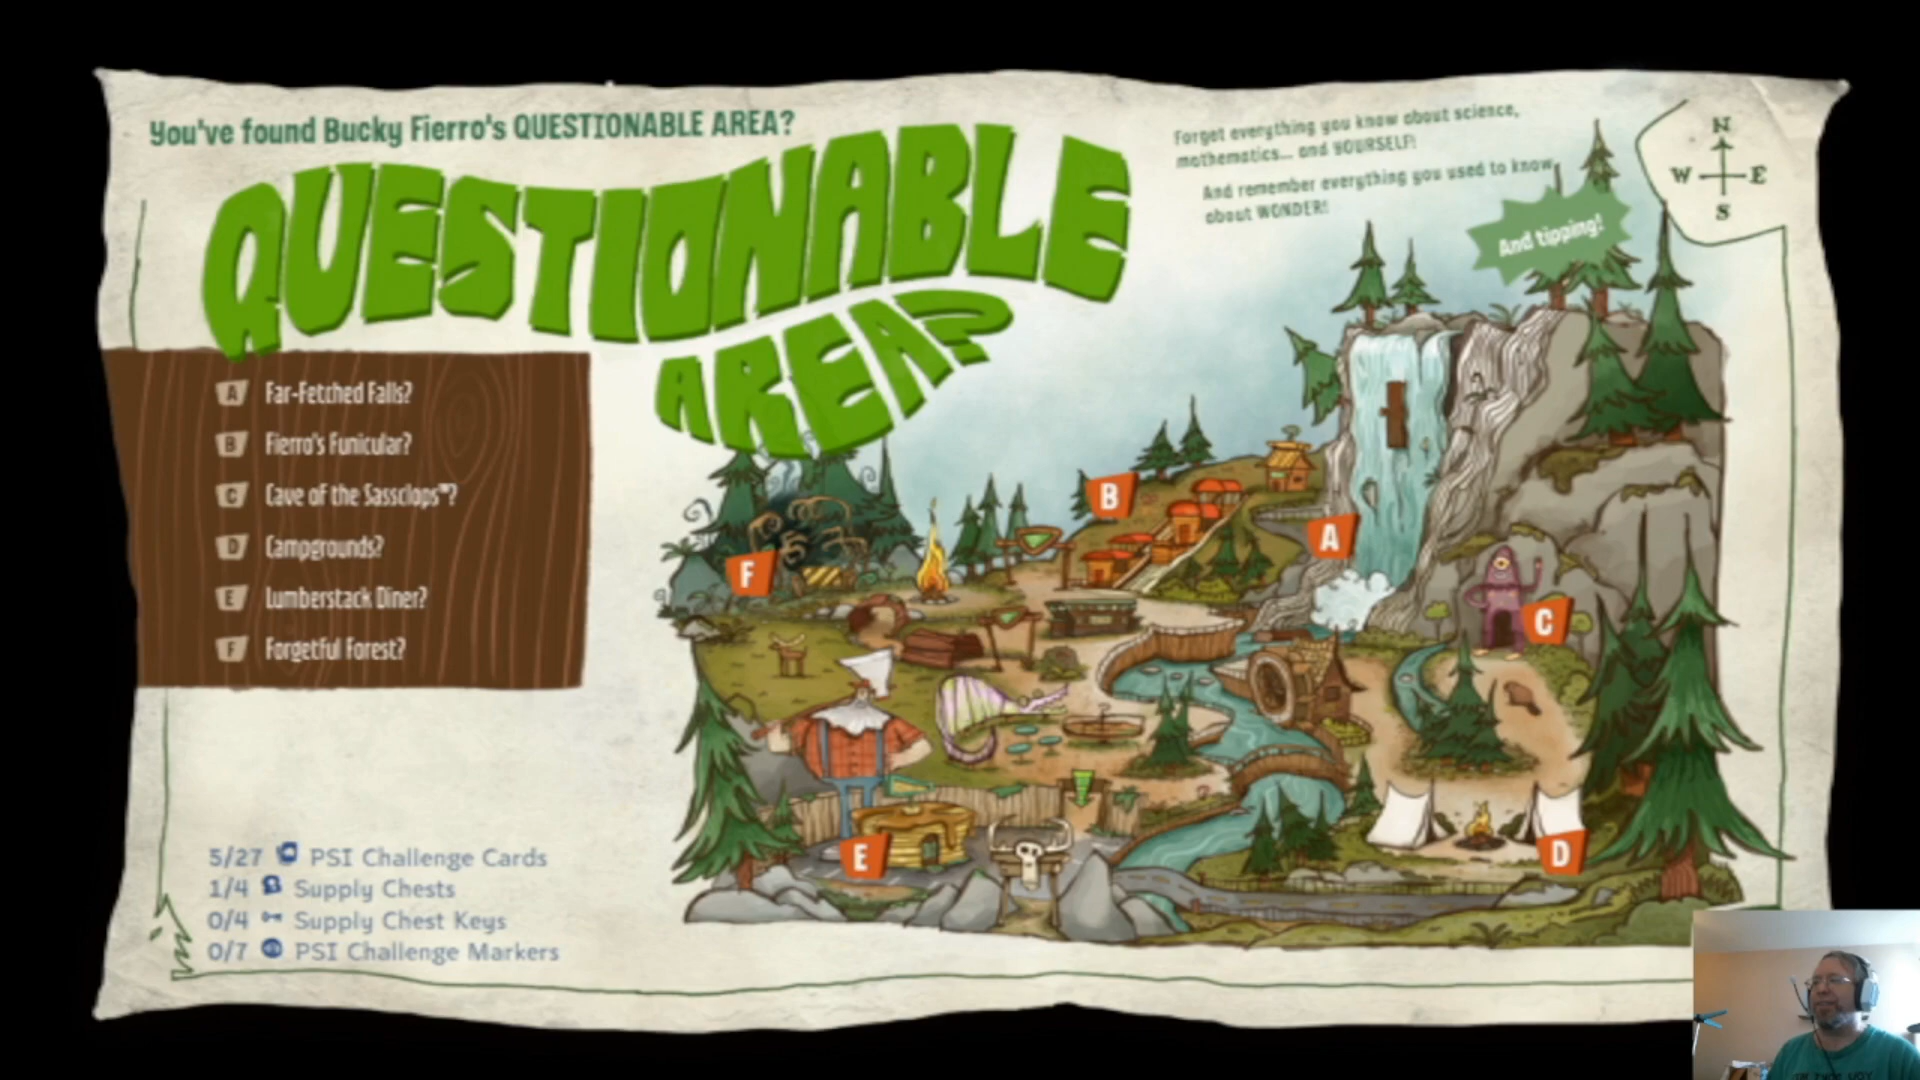 You've found Bucky Fierro's QUESTIONABLE AREA?
QUESTIONABLE
AREA?
Forget everything you know about science,
mathematics... and YOURSELF!
And remember everything you used to know
about WONDER!
And tipping!
N
W E
S
A Far-Fetched Falls?
B Fierro's Funicular?
C Cave of the Sassclops™?
D Campgrounds?
E Lumberstack Diner?
F Forgetful Forest?
B
A
F
C
E
D
5/27 PSI Challenge Cards
1/4 Supply Chests
0/4 Supply Chest Keys
0/7 PSI Challenge Markers